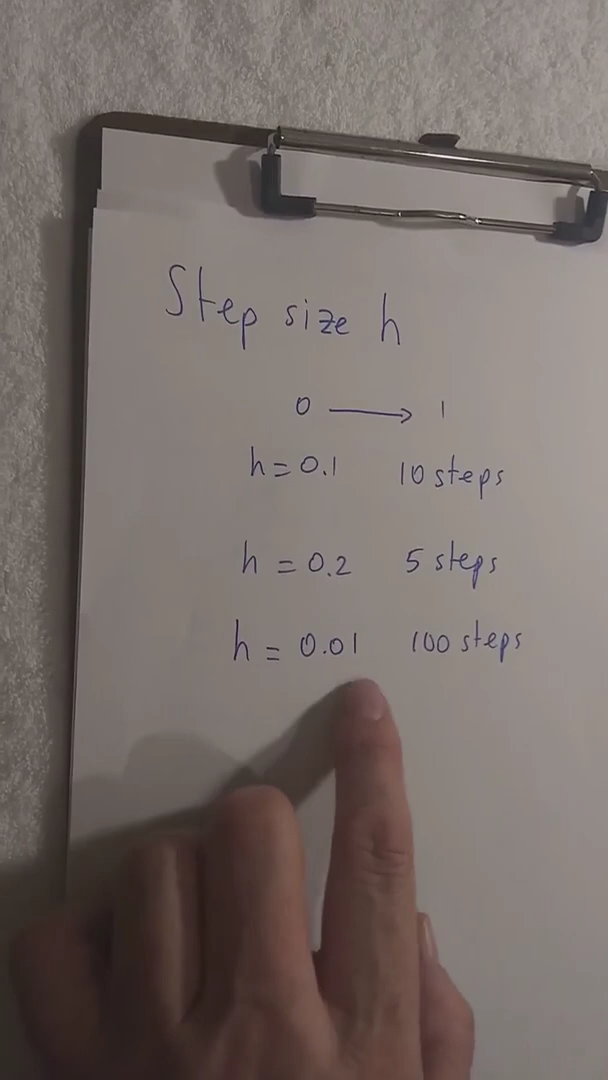 Step size h
0 → 1
h = 0.1 10 steps
h = 0.2 5 steps
h = 0.01 100 steps